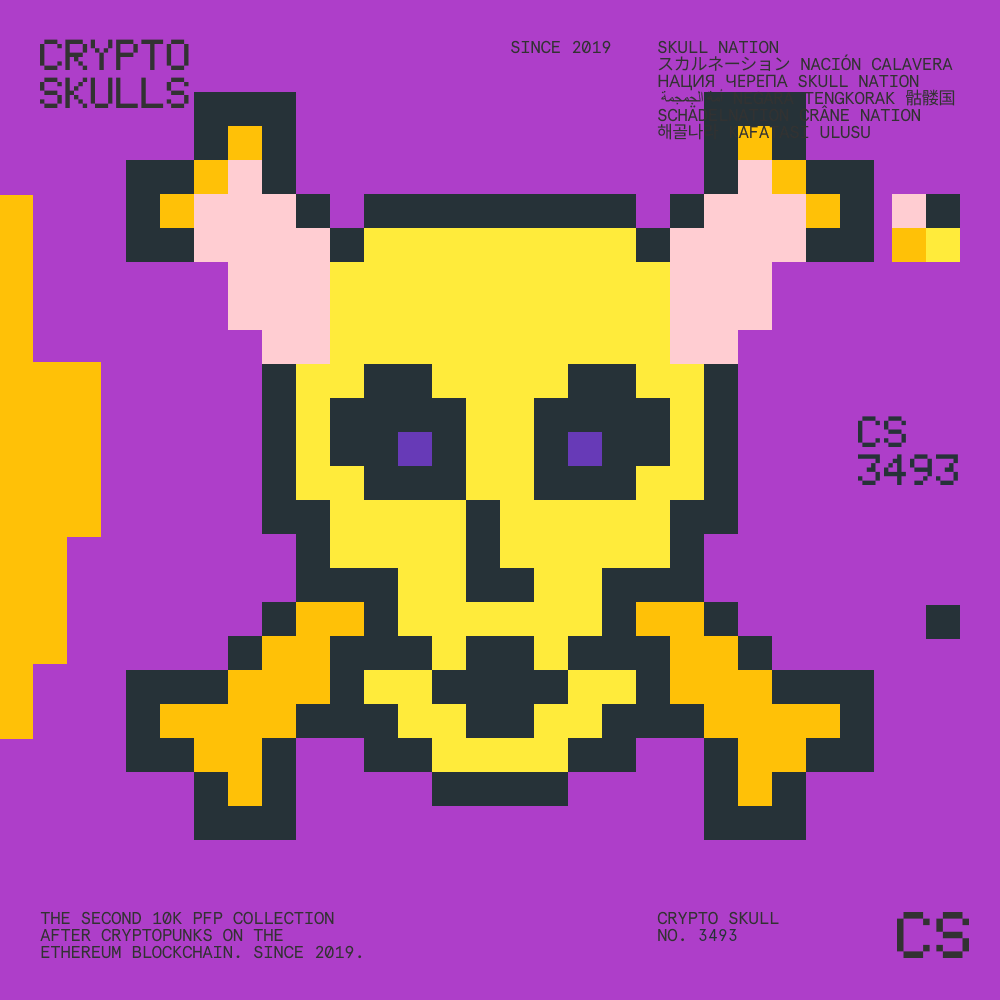 CRYPTO
SKULLS
SINCE 2019
SKULL NATION
スカルネーション NACIÓN CALAVERA
НАЦИЯ ЧЕРЕПА SKULL NATION
TENGKORAK 骷髅国
CRÂNE NATION
ULUSU
CS
3493
THE SECOND 10K PFP COLLECTION
AFTER CRYPTOPUNKS ON THE
ETHEREUM BLOCKCHAIN. SINCE 2019.
CRYPTO SKULL
NO. 3493
CS